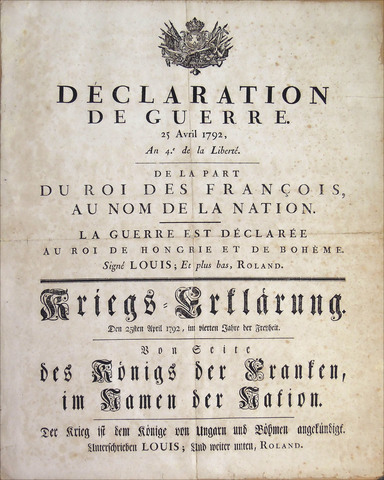 DÉCLARATION
DE GUERRE.
25 Avril 1792,
An 4.e de la Liberté.
DE LA PART
DU ROI DES FRANÇOIS,
AU NOM DE LA NATION.
LA GUERRE EST DÉCLARÉE
AU ROI DE HONGRIE ET DE BOHÈME.
Signé LOUIS; Et plus bas, ROLAND.
Kriegs-Erklärung.
Den 25sten April 1792, im vierten Jahre der Freyheit.
Von Seite
des Königs der Franken,
im Namen der Nation.
Der Krieg ist dem Könige von Ungarn und Böhmen angekündigt.
Unterschrieben LOUIS; Und weiter unten, ROLAND.